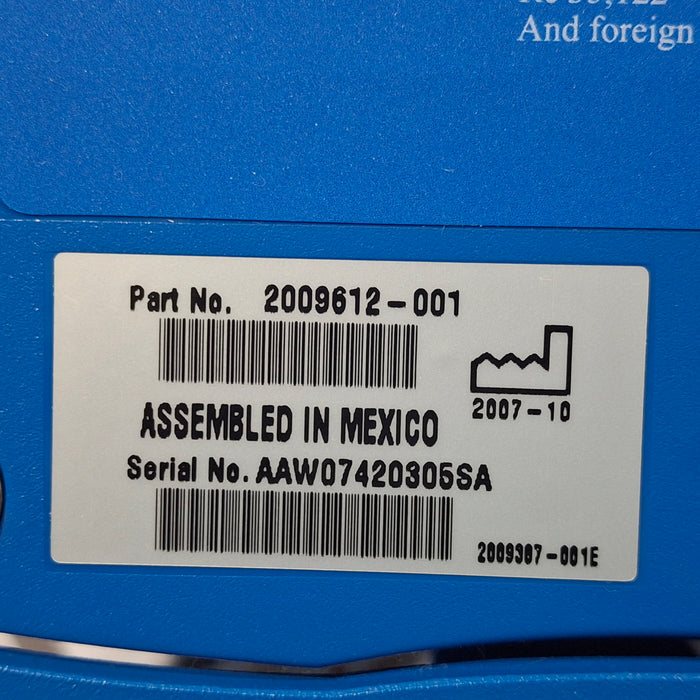 And foreign
Part No. 2009612-001
2007-10
ASSEMBLED IN MEXICO
Serial No. AAW07420305SA
2009387-001E